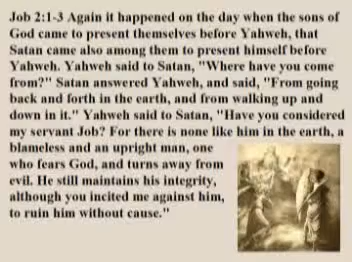 Job 2:1-3 Again it happened on the day when the sons of
God came to present themselves before Yahweh, that
Satan came also among them to present himself before
Yahweh. Yahweh said to Satan, "Where have you come
from?" Satan answered Yahweh, and said, "From going
back and forth in the earth, and from walking up and
down in it." Yahweh said to Satan, "Have you considered
my servant Job? For there is none like him in the earth, a
blameless and an upright man, one
who fears God, and turns away from
evil. He still maintains his integrity,
although you incited me against him,
to ruin him without cause."